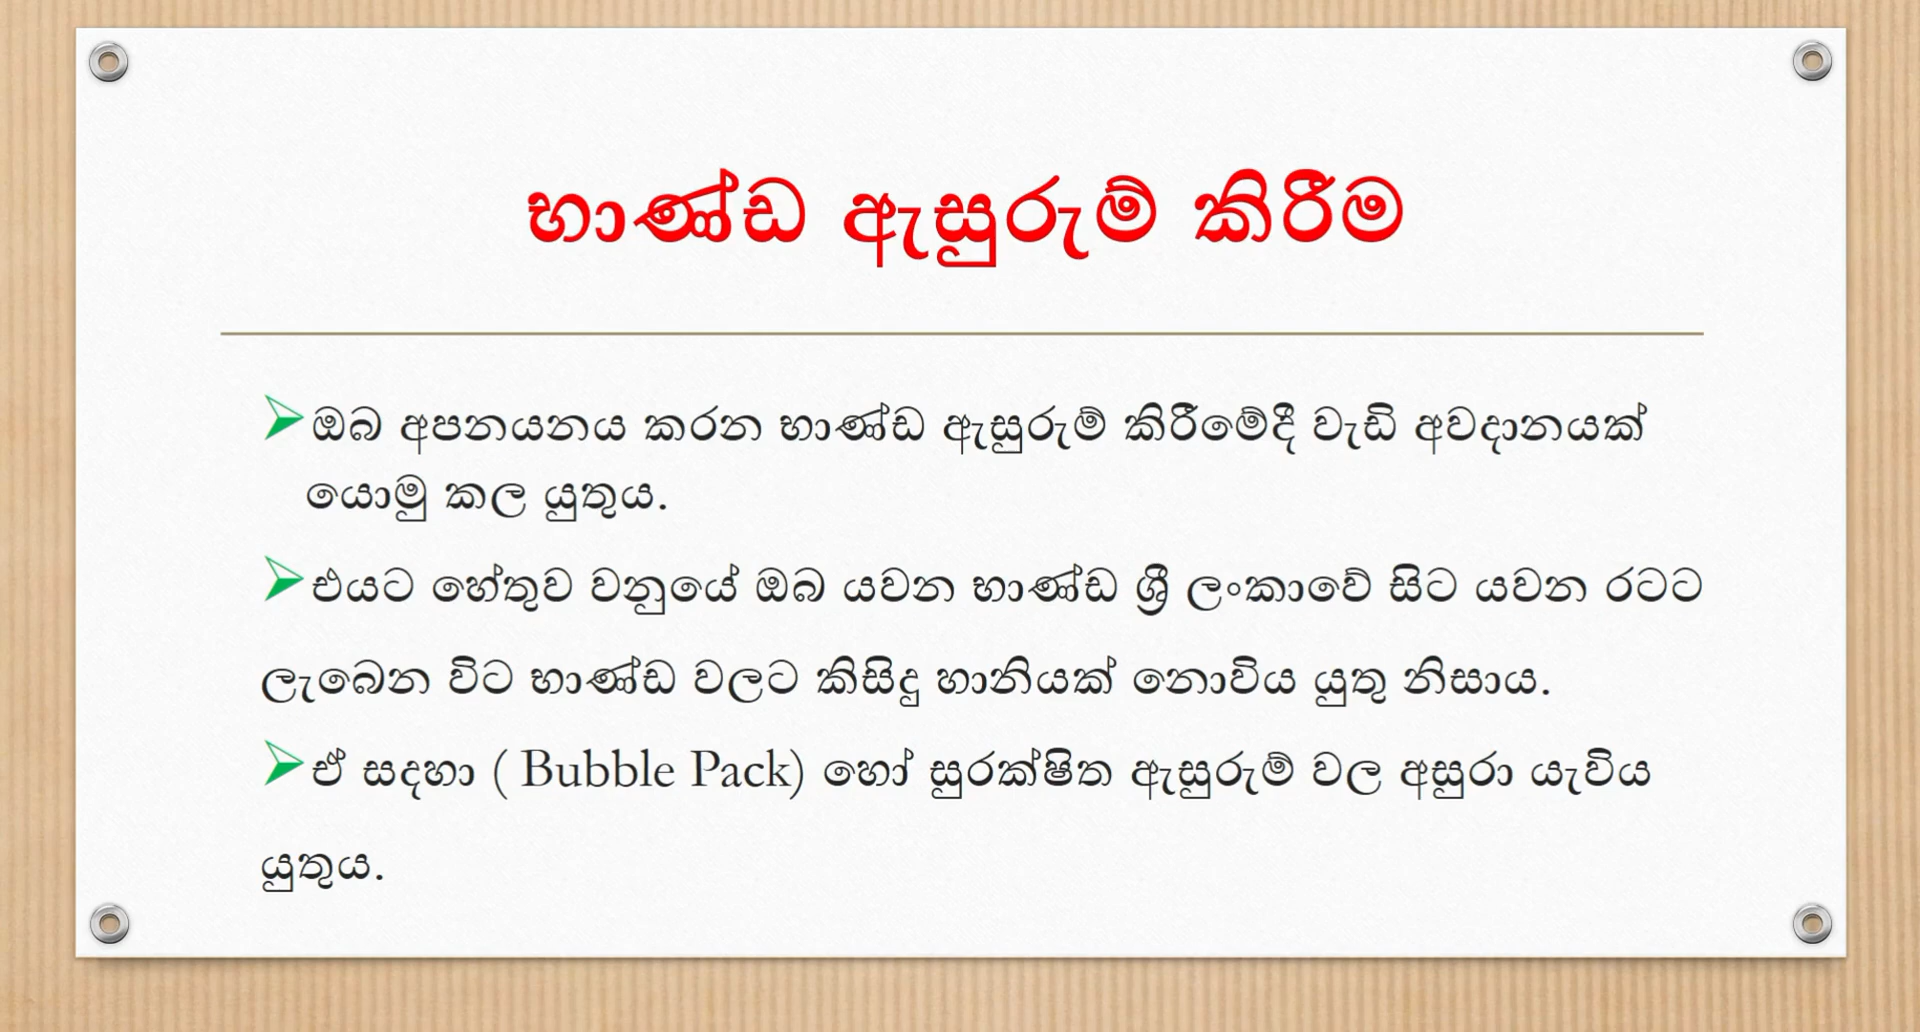 භාණ්ඩ ඇසුරුම් කිරීම
ඔබ අපනයනය කරන භාණ්ඩ ඇසුරුම් කිරීමේදී වැඩි අවදානයක්
යොමු කල යුතුය.
එයට හේතුව වනුයේ ඔබ යවන භාණ්ඩ ශ්‍රී ලංකාවේ සිට යවන රටට
ලැබෙන විට භාණ්ඩ වලට කිසිදු හානියක් නොවිය යුතු නිසාය.
ඒ සදහා ( Bubble Pack) හෝ සුරක්ෂිත ඇසුරුම් වල අසුරා යැවිය
යුතුය.